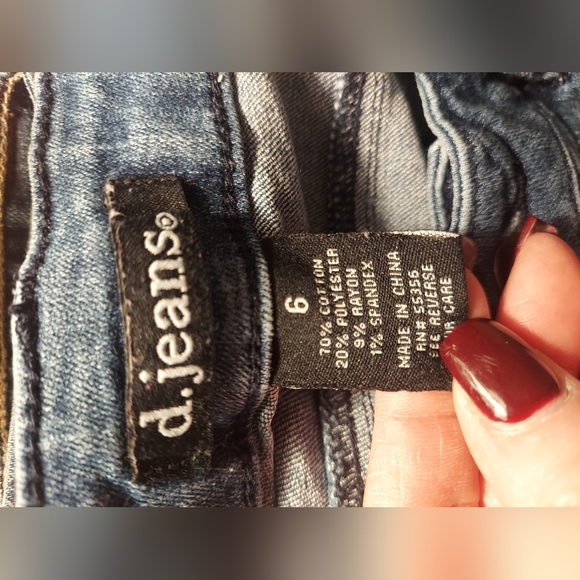 d.jeans®
6
70% COTTON
20% POLYESTER
9% RAYON
1% SPANDEX
MADE IN CHINA
RN# 55356
SEE REVERSE
FOR CARE